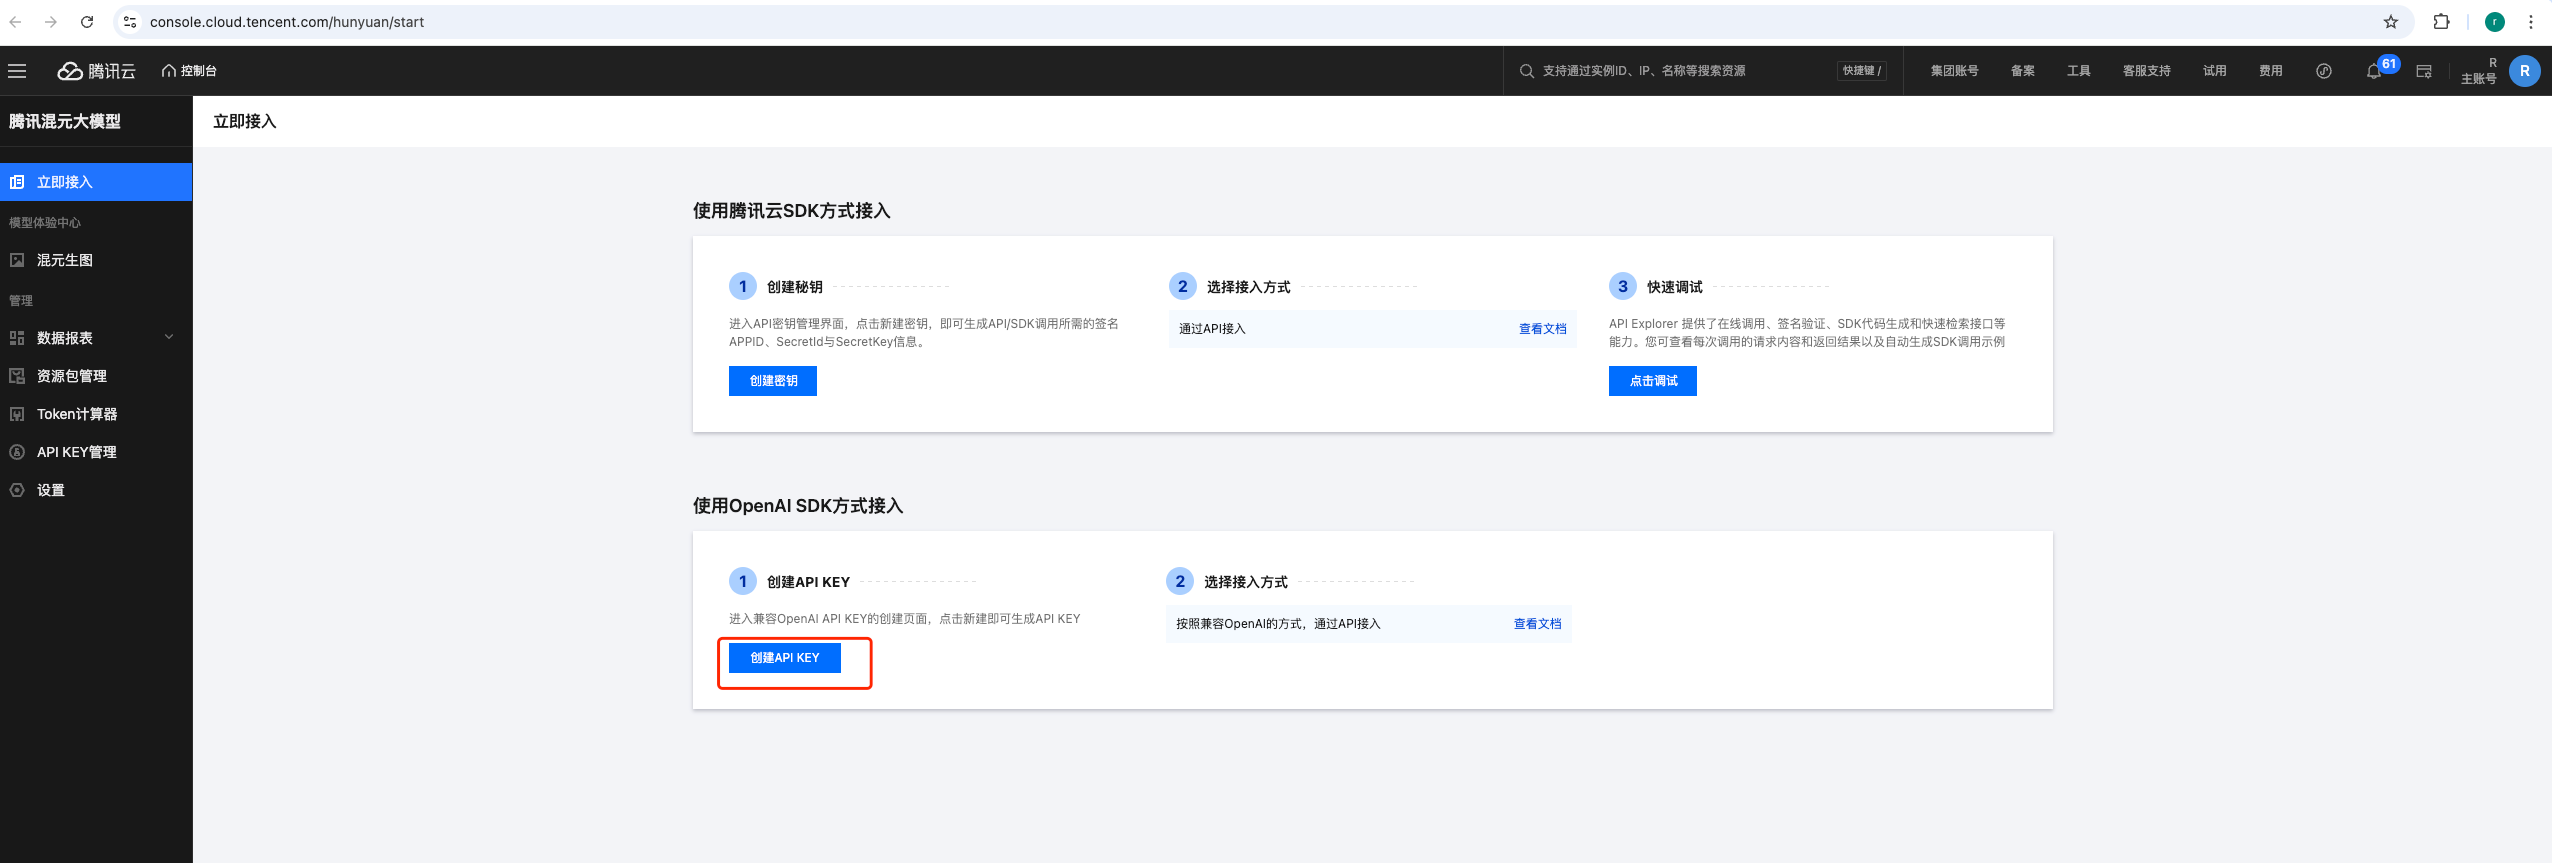 console.cloud.tencent.com/hunyuan/start
r
腾讯云
控制台
支持通过实例ID、IP、名称等搜索资源
快捷键 /
集团账号
备案
工具
客服支持
试用
费用
61
R
主账号
R
腾讯混元大模型
立即接入
模型体验中心
混元生图
管理
数据报表
资源包管理
Token计算器
API KEY管理
设置
立即接入
使用腾讯云SDK方式接入
1 创建秘钥
进入API密钥管理界面，点击新建密钥，即可生成API/SDK调用所需的签名
APPID、SecretId与SecretKey信息。
创建密钥
2 选择接入方式
通过API接入 查看文档
3 快速调试
API Explorer 提供了在线调用、签名验证、SDK代码生成和快速检索接口等
能力。您可查看每次调用的请求内容和返回结果以及自动生成SDK调用示例
点击调试
使用OpenAI SDK方式接入
1 创建API KEY
进入兼容OpenAI API KEY的创建页面，点击新建即可生成API KEY
创建API KEY
2 选择接入方式
按照兼容OpenAI的方式，通过API接入 查看文档